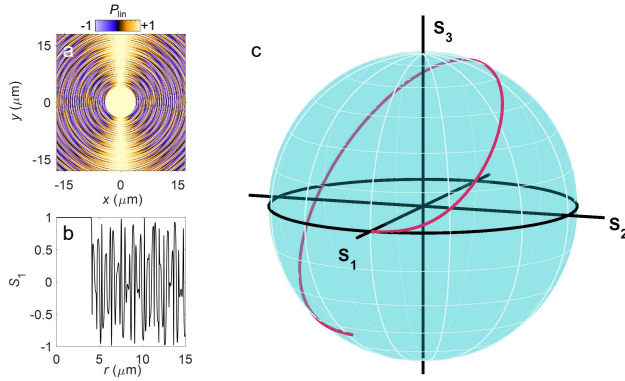 P_lin
-1 +1
a
15
0
-15
y (μm)
-15 0 15
x (μm)
b
1
0.5
0
-0.5
-1
S_1
0 5 10 15
r (μm)
c
S_3
S_2
S_1